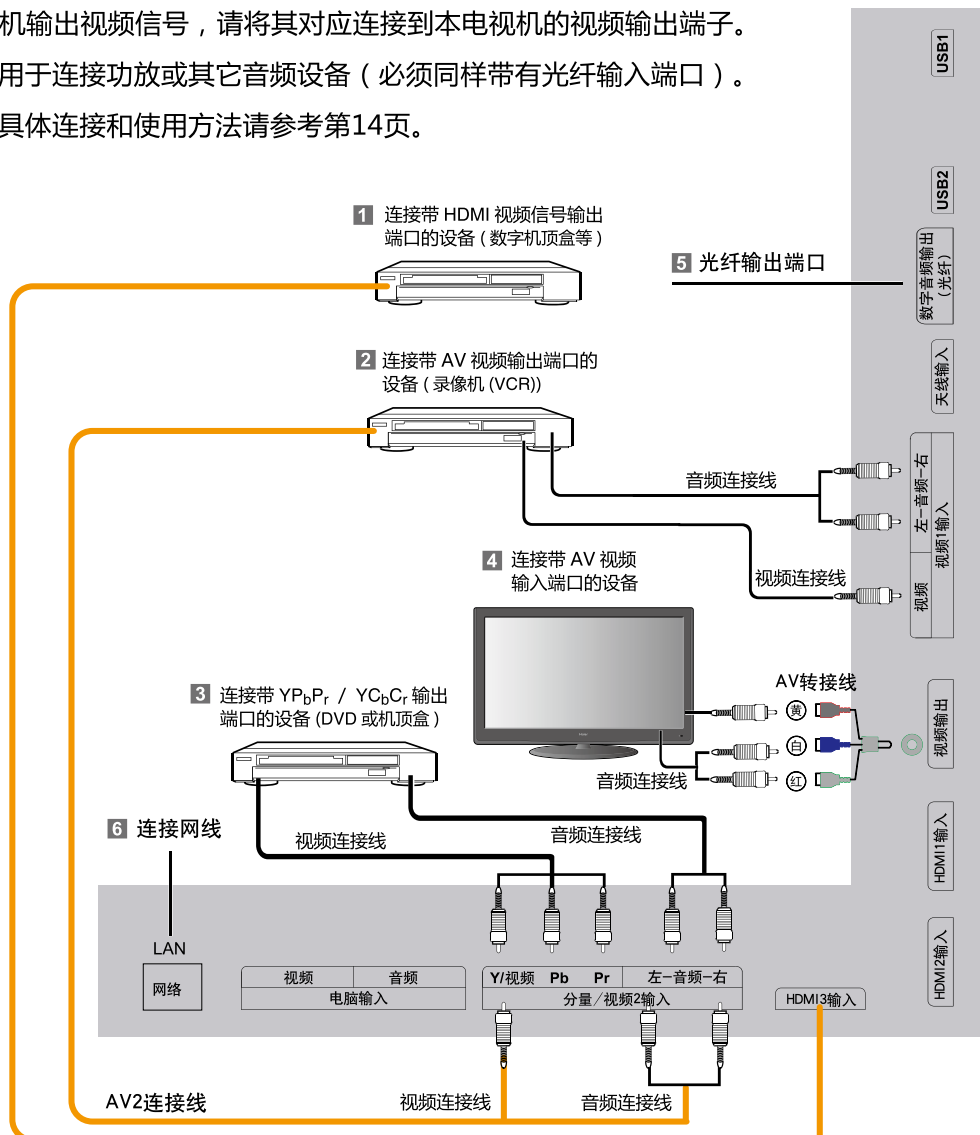 机输出视频信号，请将其对应连接到本电视机的视频输出端子。
用于连接功放或其它音频设备（必须同样带有光纤输入端口）。
具体连接和使用方法请参考第14页。
USB1
USB2
1 连接带 HDMI 视频信号输出
端口的设备 ( 数字机顶盒等 )
5 光纤输出端口
数字音频输出
（光纤）
2 连接带 AV 视频输出端口的
设备 ( 录像机 (VCR))
天线输入
音频连接线
左-音频-右
视频
视频1输入
4 连接带 AV 视频
输入端口的设备
视频连接线
3 连接带 YPbPr / YCbCr 输出
端口的设备 (DVD 或机顶盒 )
AV转接线
黄
白
红
视频输出
音频连接线
6 连接网线
视频连接线
音频连接线
HDMI1输入
HDMI2输入
LAN
网络
视频 音频
电脑输入
Y/视频 Pb Pr 左-音频-右
分量/视频2输入
HDMI3输入
AV2连接线
视频连接线
音频连接线